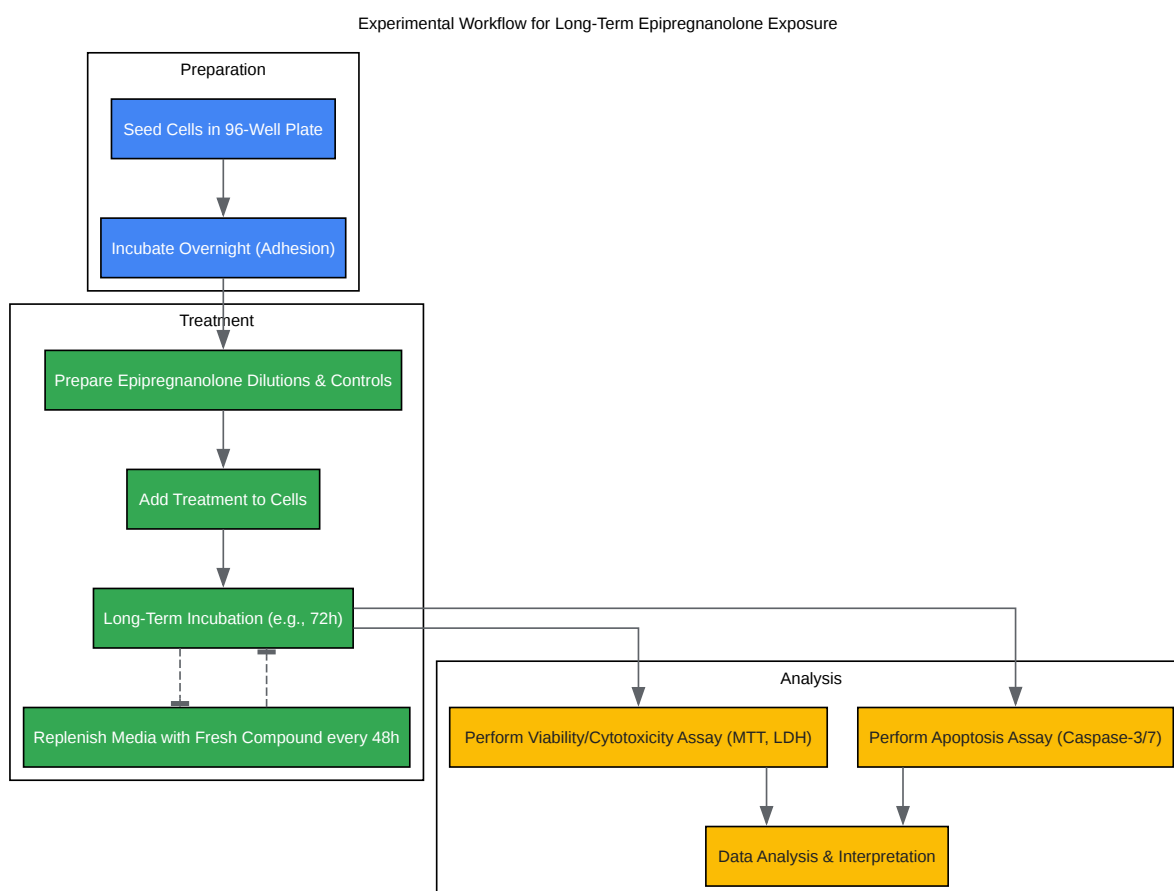 Experimental Workflow for Long-Term Epipregnanolone Exposure
Preparation
Seed Cells in 96-Well Plate
Incubate Overnight (Adhesion)
Treatment
Prepare Epipregnanolone Dilutions & Controls
Add Treatment to Cells
Long-Term Incubation (e.g., 72h)
Replenish Media with Fresh Compound every 48h
Analysis
Perform Viability/Cytotoxicity Assay (MTT, LDH)
Perform Apoptosis Assay (Caspase-3/7)
Data Analysis & Interpretation